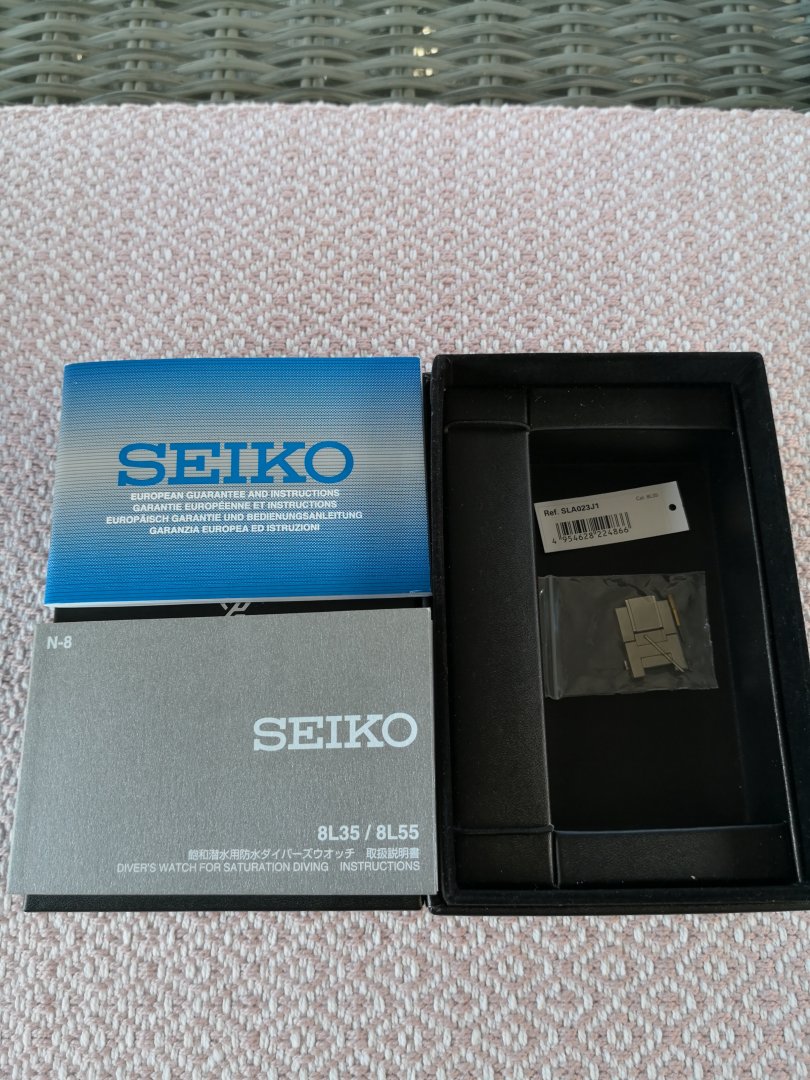 SEIKO
EUROPEAN GUARANTEE AND INSTRUCTIONS
GARANTIE EUROPÉENNE ET INSTRUCTIONS
EUROPÄISCH GARANTIE UND BEDIENUNGSANLEITUNG
GARANZIA EUROPEA ED ISTRUZIONI
N-8
SEIKO
8L35 / 8L55
飽和潜水用防水ダイバーズウオッチ 取扱説明書
DIVER'S WATCH FOR SATURATION DIVING INSTRUCTIONS
Cal. 8L35
Ref. SLA023J1
4 954628 224866